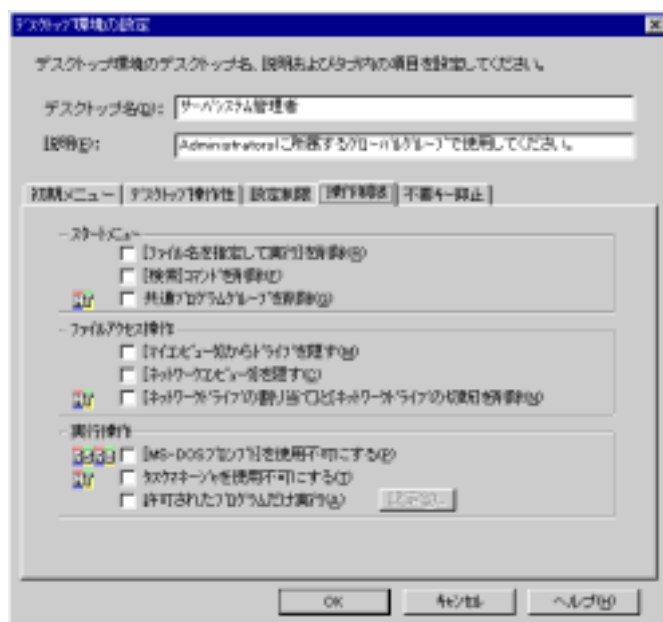 デスクトップ環境の設定
デスクトップ環境のデスクトップ名、説明およびタブ内の項目を設定してください。
デスクトップ名(D): サーバシステム管理者
説明(E): Administratorsに所属するグローバルグループで使用してください。
初期メニュー デスクトップ操作性 設定制限 操作制限 不要キー抑止
スタートメニュー
[ファイル名を指定して実行]を削除(R)
[検索]コマンドを削除(F)
共通プログラムグループを削除(G)
ファイルアクセス操作
[マイコンピュータ]からドライブを隠す(M)
[ネットワークコンピュータ]を隠す(C)
[ネットワークドライブの割り当て]と[ネットワークドライブの切断]を削除(N)
実行操作
[MS-DOSプロンプト]を使用不可にする(P)
タスクマネージャを使用不可にする(T)
許可されたプログラムだけ実行(A)
OK キャンセル ヘルプ(H)